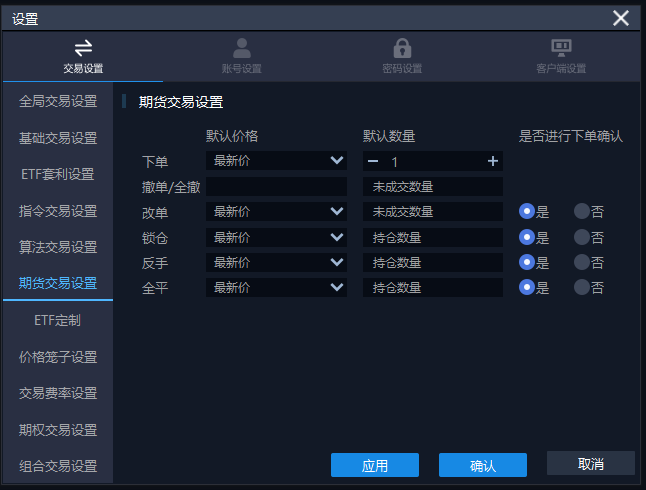 设置
交易设置 账号设置 密码设置 客户端设置
全局交易设置
基础交易设置
ETF套利设置
指令交易设置
算法交易设置
期货交易设置
ETF定制
价格笼子设置
交易费率设置
期权交易设置
组合交易设置
期货交易设置
默认价格 默认数量 是否进行下单确认
下单 最新价 1
撤单/全撤 未成交数量
改单 最新价 未成交数量 是 否
锁仓 最新价 持仓数量 是 否
反手 最新价 持仓数量 是 否
全平 最新价 持仓数量 是 否
应用 确认 取消